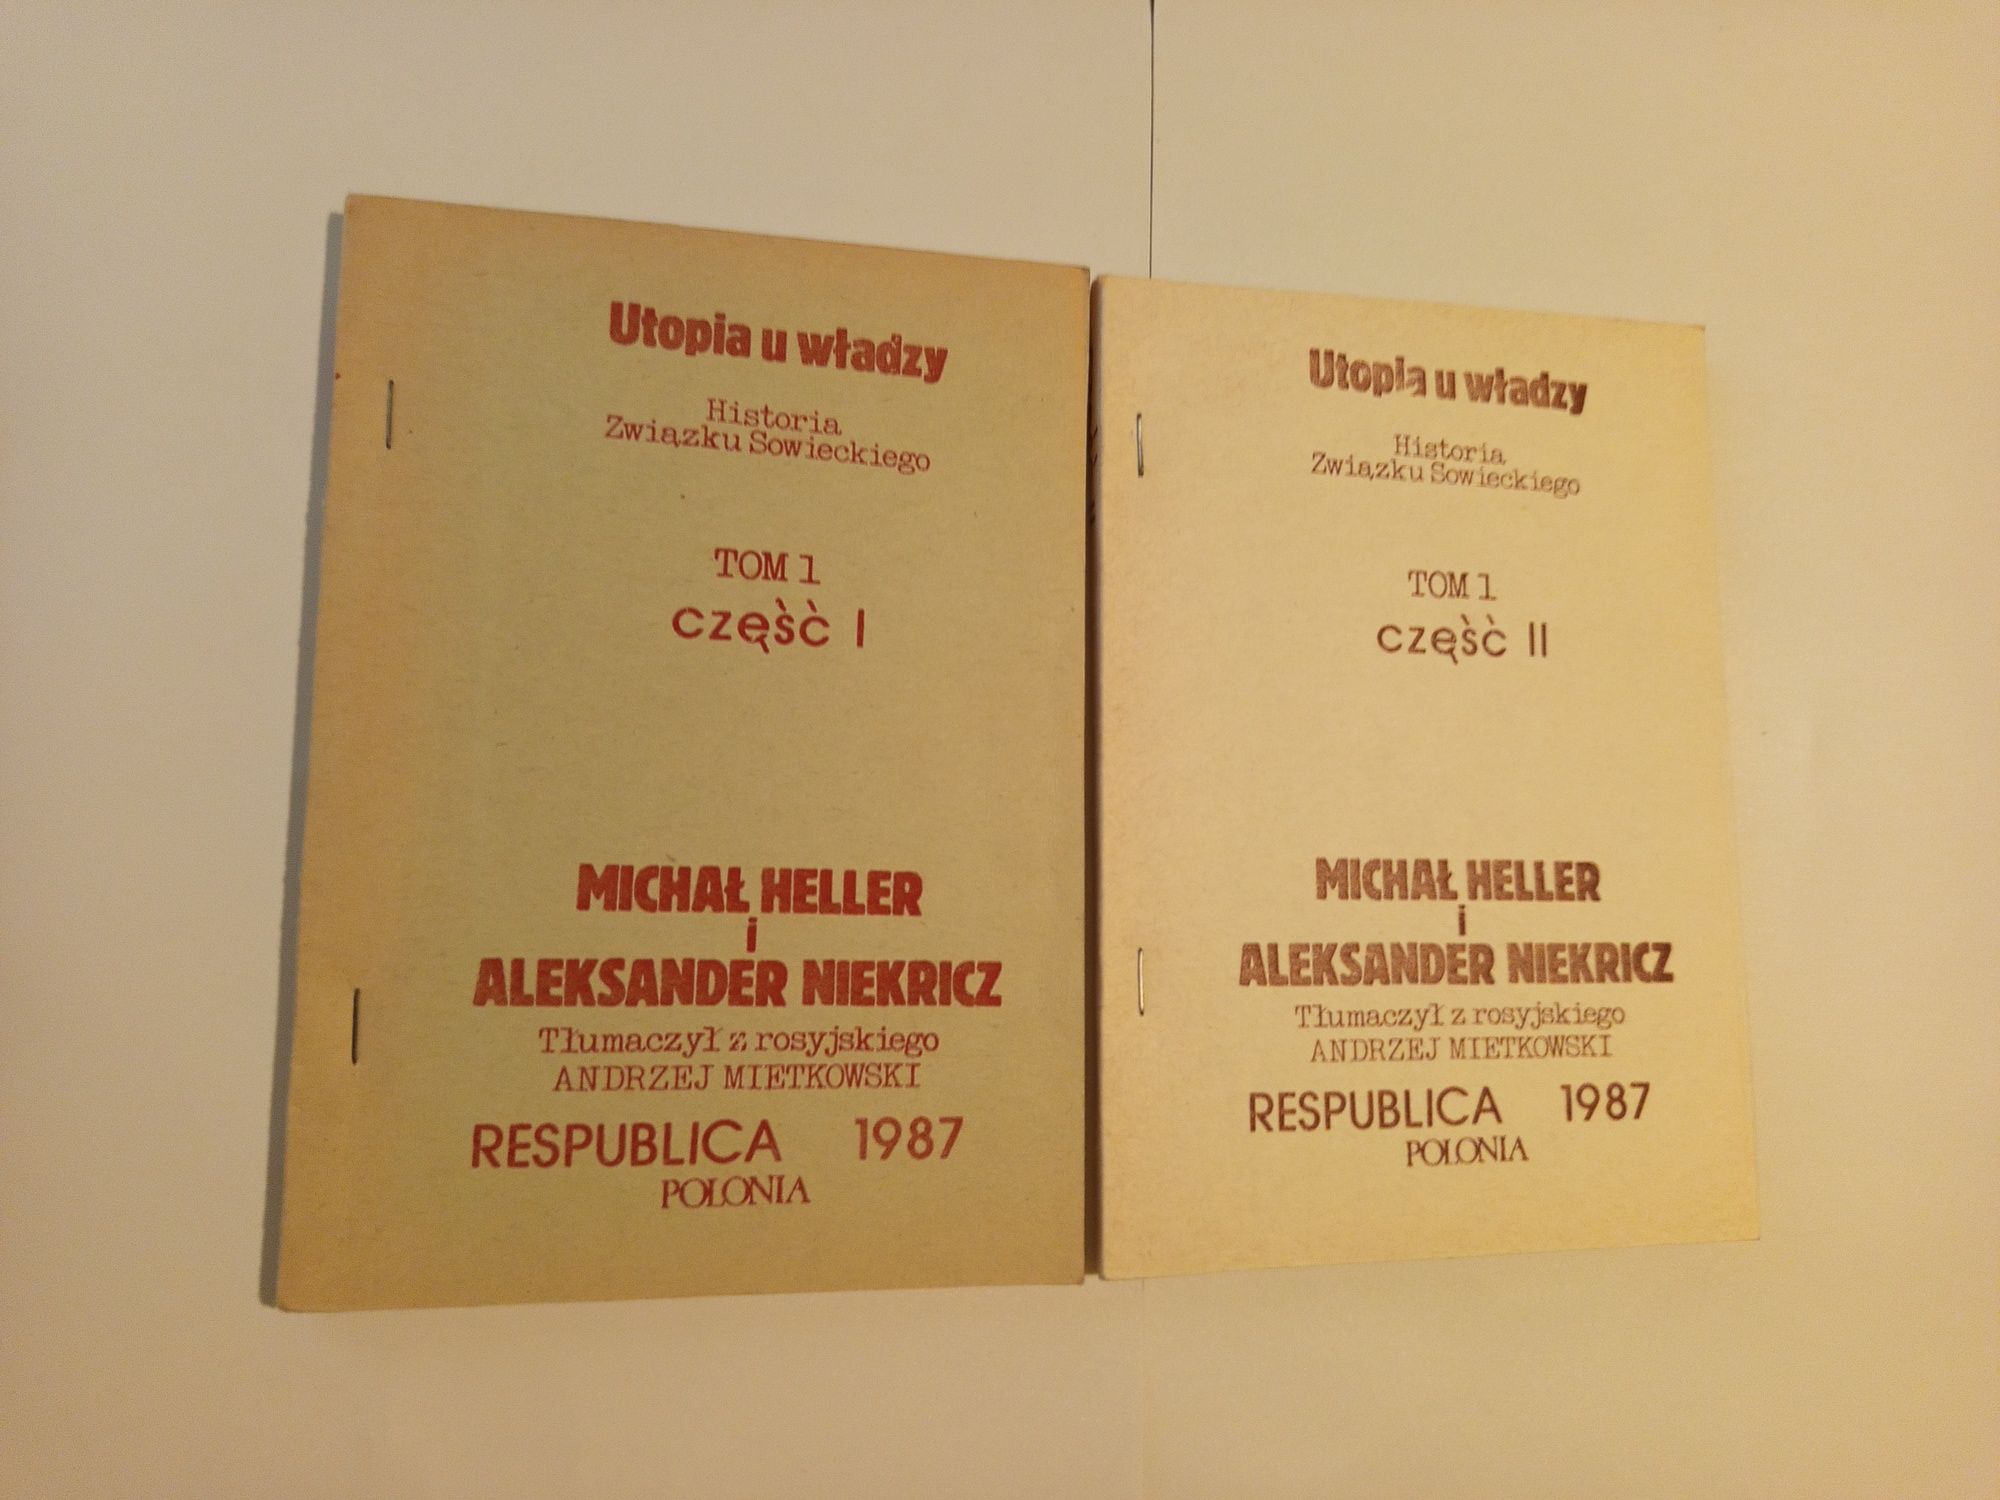 Utopia u władzy
Historia
Związku Sowieckiego
TOM 1
CZĘŚĆ I
MICHAŁ HELLER
i
ALEKSANDER NIEKRICZ
Tłumaczył z rosyjskiego
ANDRZEJ MIETKOWSKI
RESPUBLICA 1987
POLONIA
Utopia u władzy
Historia
Związku Sowieckiego
TOM 1
CZĘŚĆ II
MICHAŁ HELLER
i
ALEKSANDER NIEKRICZ
Tłumaczył z rosyjskiego
ANDRZEJ MIETKOWSKI
RESPUBLICA 1987
POLONIA